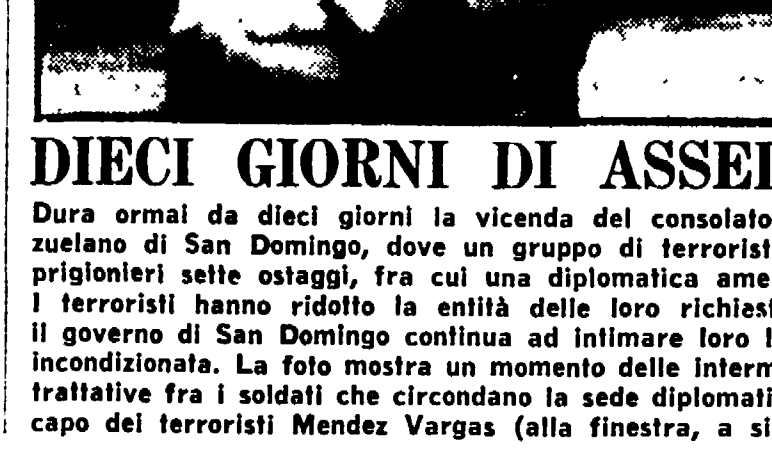 DIECI GIORNI DI ASSE
Dura ormai da dieci giorni la vicenda del consolato
zuelano di San Domingo, dove un gruppo di terrorist
prigionieri sette ostaggi, fra cui una diplomatica ame
I terroristi hanno ridotto la entità delle loro richiest
il governo di San Domingo continua ad intimare loro l
incondizionata. La foto mostra un momento delle interm
trattative fra i soldati che circondano la sede diplomati
capo dei terroristi Mendez Vargas (alla finestra, a si